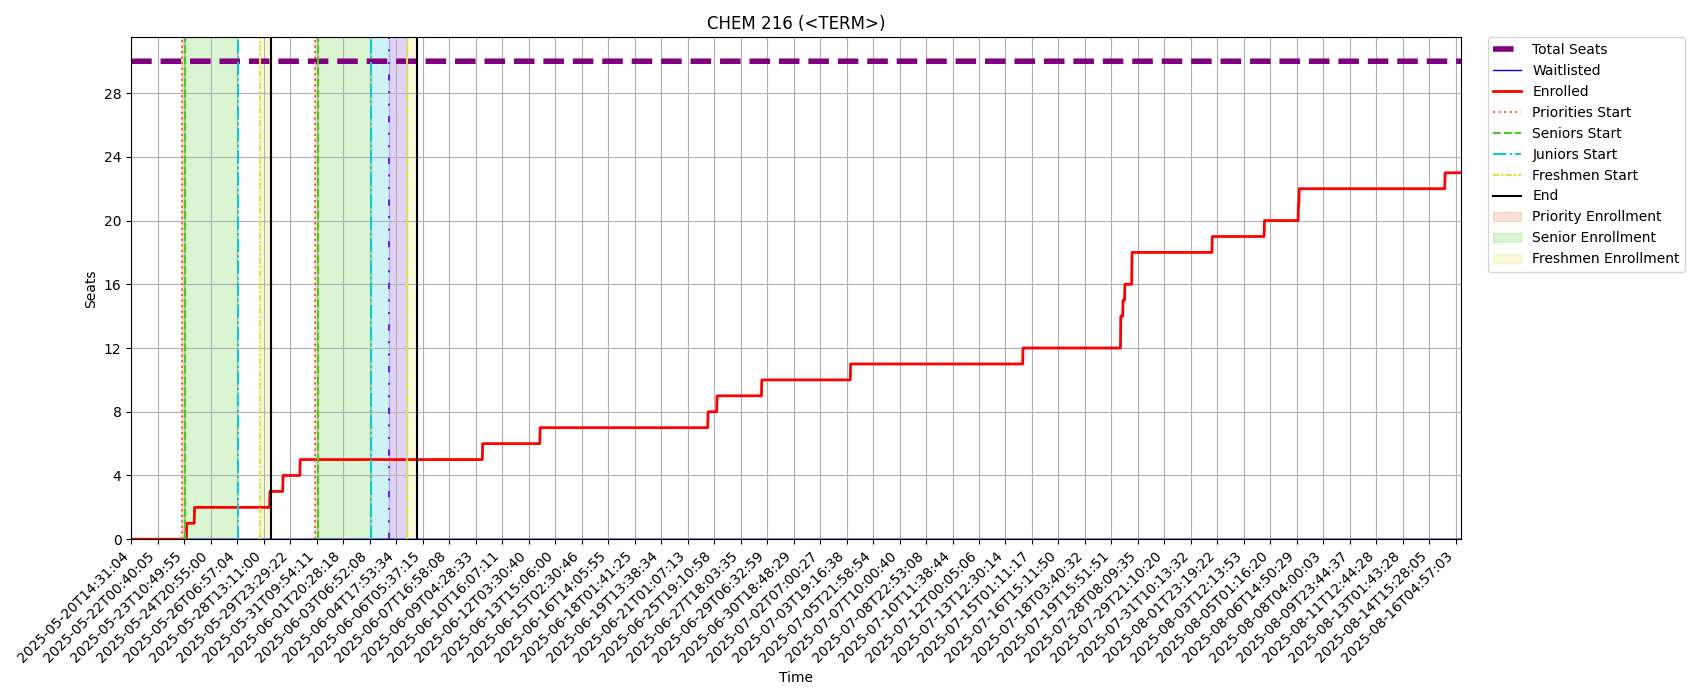 CHEM 216 (<TERM>)
Total Seats
Waitlisted
Enrolled
Priorities Start
Seniors Start
Juniors Start
Freshmen Start
End
Priority Enrollment
Senior Enrollment
Freshmen Enrollment
Seats
28
24
20
16
12
8
4
0
2025-05-20T14:31:04
2025-05-22T00:40:05
2025-05-23T10:49:55
2025-05-24T20:55:00
2025-05-26T06:57:04
2025-05-28T13:11:00
2025-05-29T23:29:22
2025-05-31T09:54:11
2025-06-01T20:28:18
2025-06-03T06:52:08
2025-06-04T17:53:34
2025-06-06T05:37:15
2025-06-07T16:58:08
2025-06-09T04:28:33
2025-06-10T16:07:11
2025-06-12T03:30:40
2025-06-13T15:06:00
2025-06-15T02:30:46
2025-06-16T14:05:55
2025-06-18T01:41:25
2025-06-19T13:38:34
2025-06-21T01:07:13
2025-06-25T19:10:58
2025-06-27T18:03:35
2025-06-29T06:32:59
2025-06-30T18:48:29
2025-07-02T07:00:27
2025-07-03T19:16:38
2025-07-05T21:58:54
2025-07-07T10:00:40
2025-07-08T22:53:08
2025-07-10T11:38:44
2025-07-12T00:05:06
2025-07-13T12:30:14
2025-07-15T01:11:17
2025-07-16T15:11:50
2025-07-18T03:40:32
2025-07-19T15:51:51
2025-07-28T08:09:35
2025-07-29T21:10:20
2025-07-31T10:13:32
2025-08-01T23:19:22
2025-08-03T12:13:53
2025-08-05T01:16:20
2025-08-06T14:50:29
2025-08-08T04:00:03
2025-08-09T23:44:37
2025-08-11T12:44:28
2025-08-13T01:43:28
2025-08-14T15:28:05
2025-08-16T04:57:03
Time